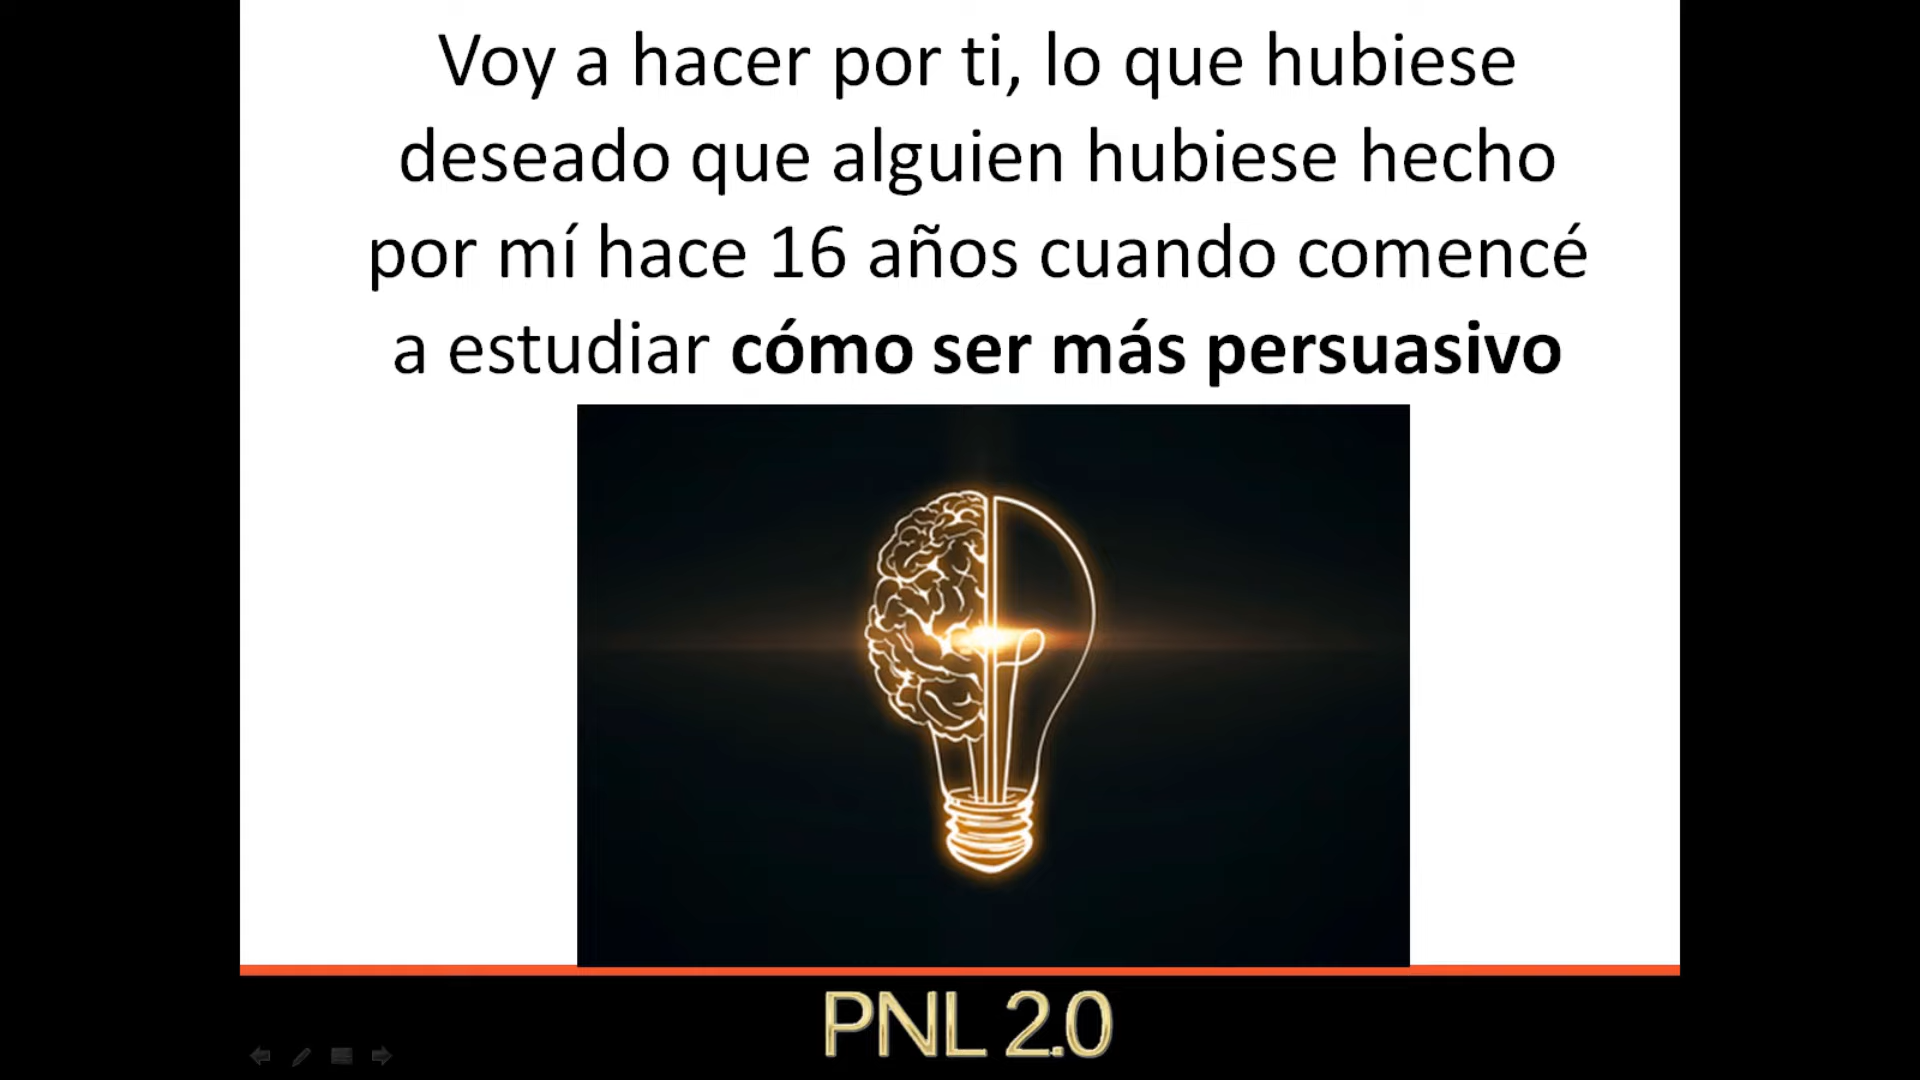 Voy a hacer por ti, lo que hubiese
deseado que alguien hubiese hecho
por mí hace 16 años cuando comencé
a estudiar cómo ser más persuasivo
PNL 2.0